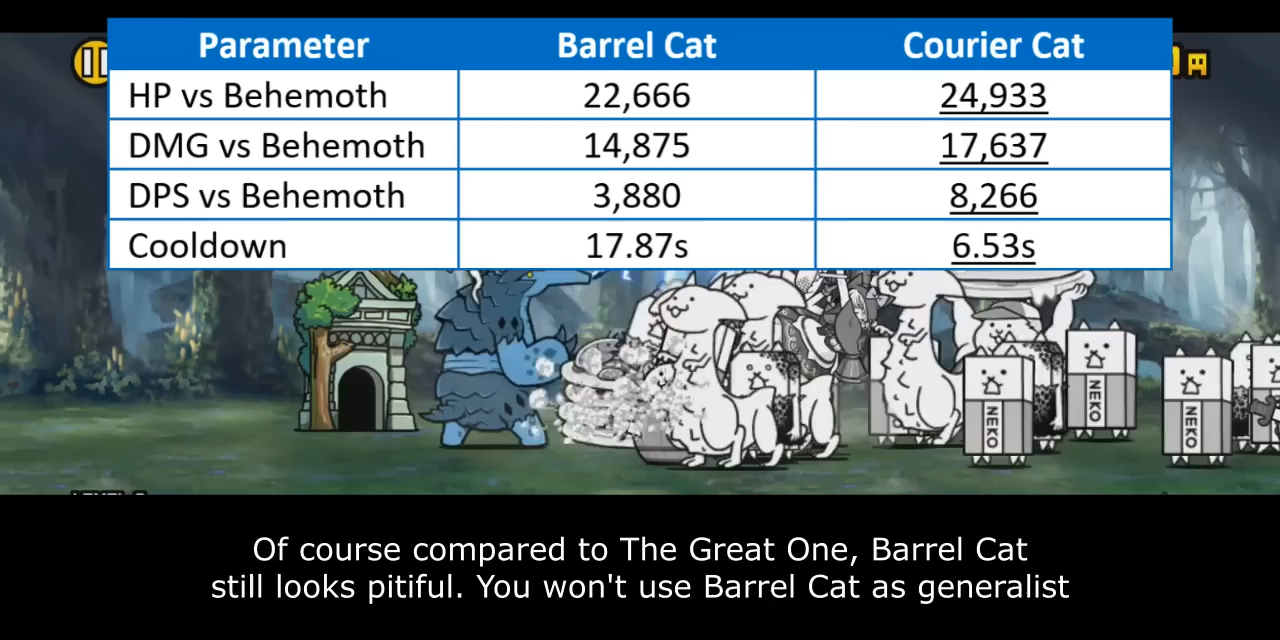 Parameter Barrel Cat Courier Cat
HP vs Behemoth 22,666 24,933
DMG vs Behemoth 14,875 17,637
DPS vs Behemoth 3,880 8,266
Cooldown 17.87s 6.53s
NEKO NEKO NEKO
Of course compared to The Great One, Barrel Cat
still looks pitiful. You won't use Barrel Cat as generalist